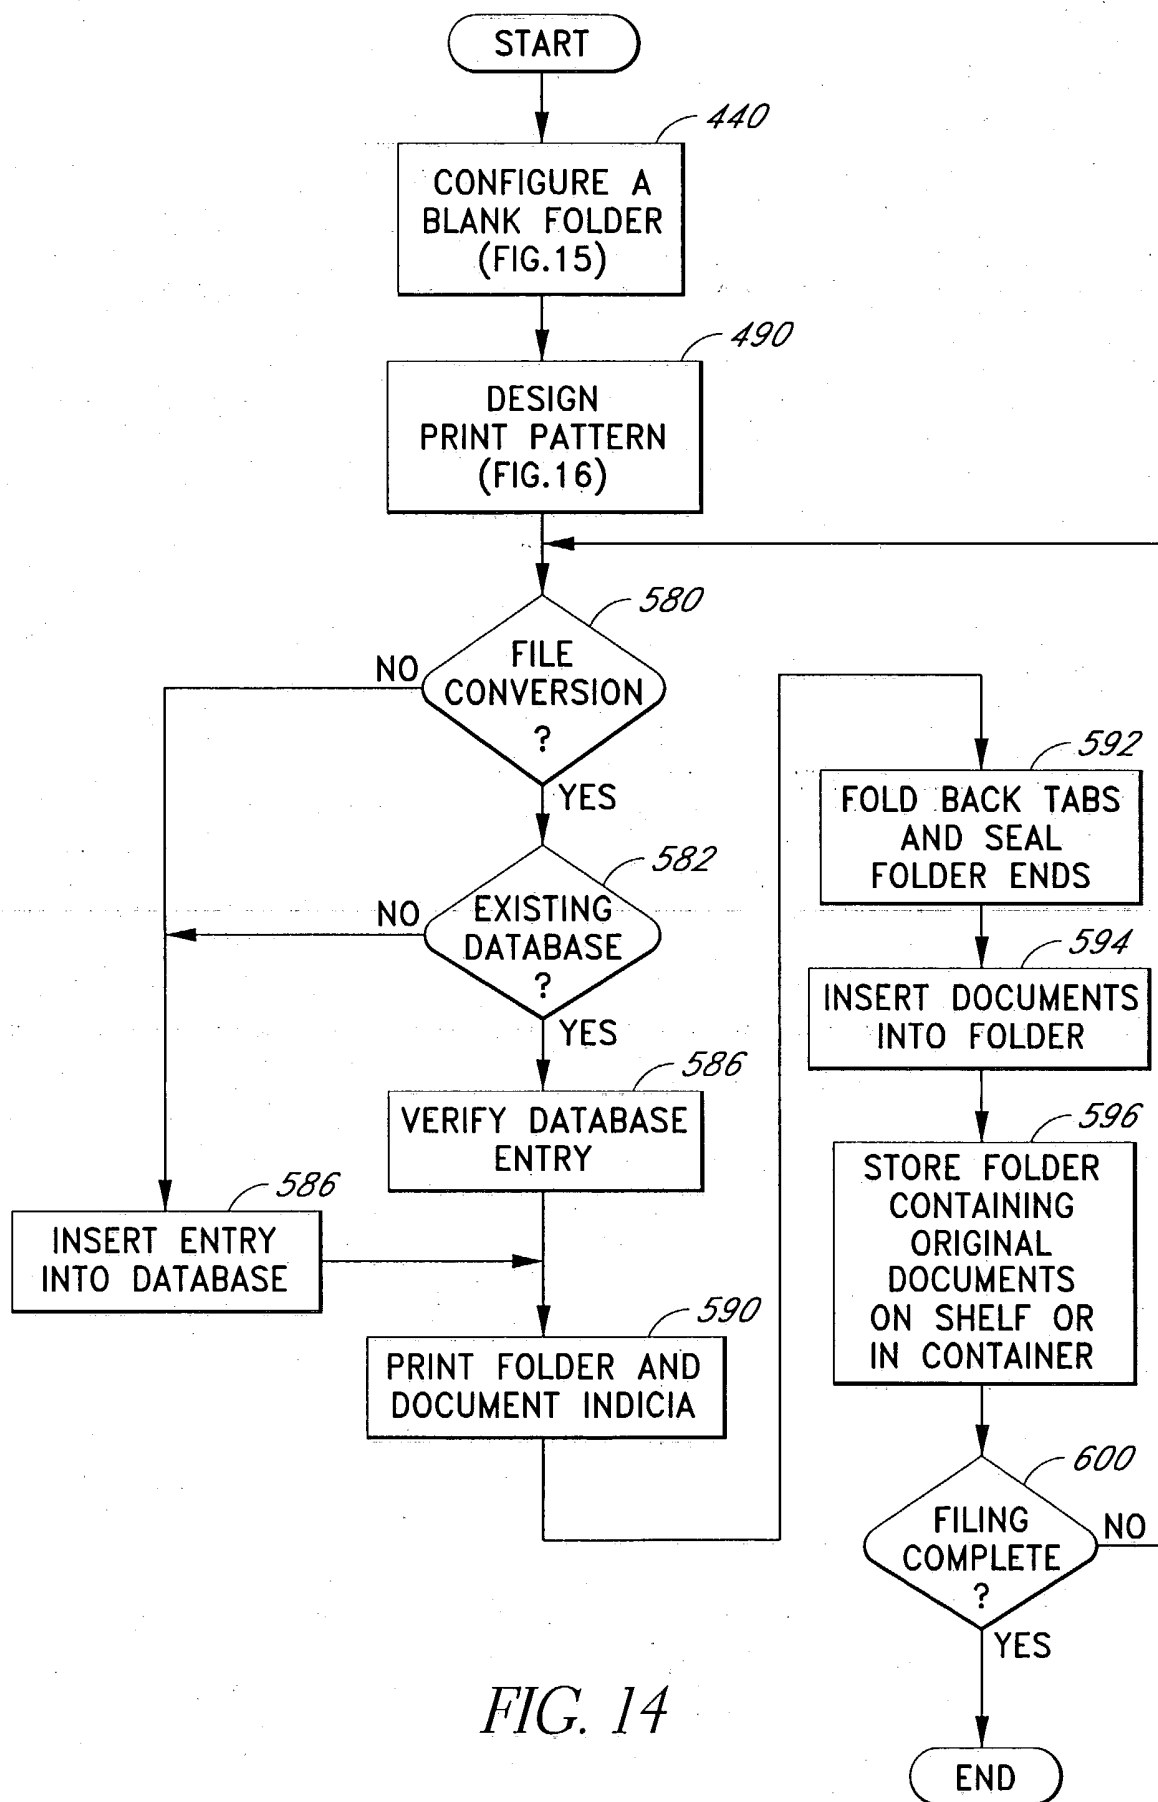 START
440
CONFIGURE A
BLANK FOLDER
(FIG.15)
490
DESIGN
PRINT PATTERN
(FIG.16)
580
FILE
CONVERSION
?
NO
YES
582
EXISTING
DATABASE
?
NO
YES
586
VERIFY DATABASE
ENTRY
586
INSERT ENTRY
INTO DATABASE
590
PRINT FOLDER AND
DOCUMENT INDICIA
592
FOLD BACK TABS
AND SEAL
FOLDER ENDS
594
INSERT DOCUMENTS
INTO FOLDER
596
STORE FOLDER
CONTAINING
ORIGINAL
DOCUMENTS
ON SHELF OR
IN CONTAINER
600
FILING
COMPLETE
?
NO
YES
END
FIG. 14